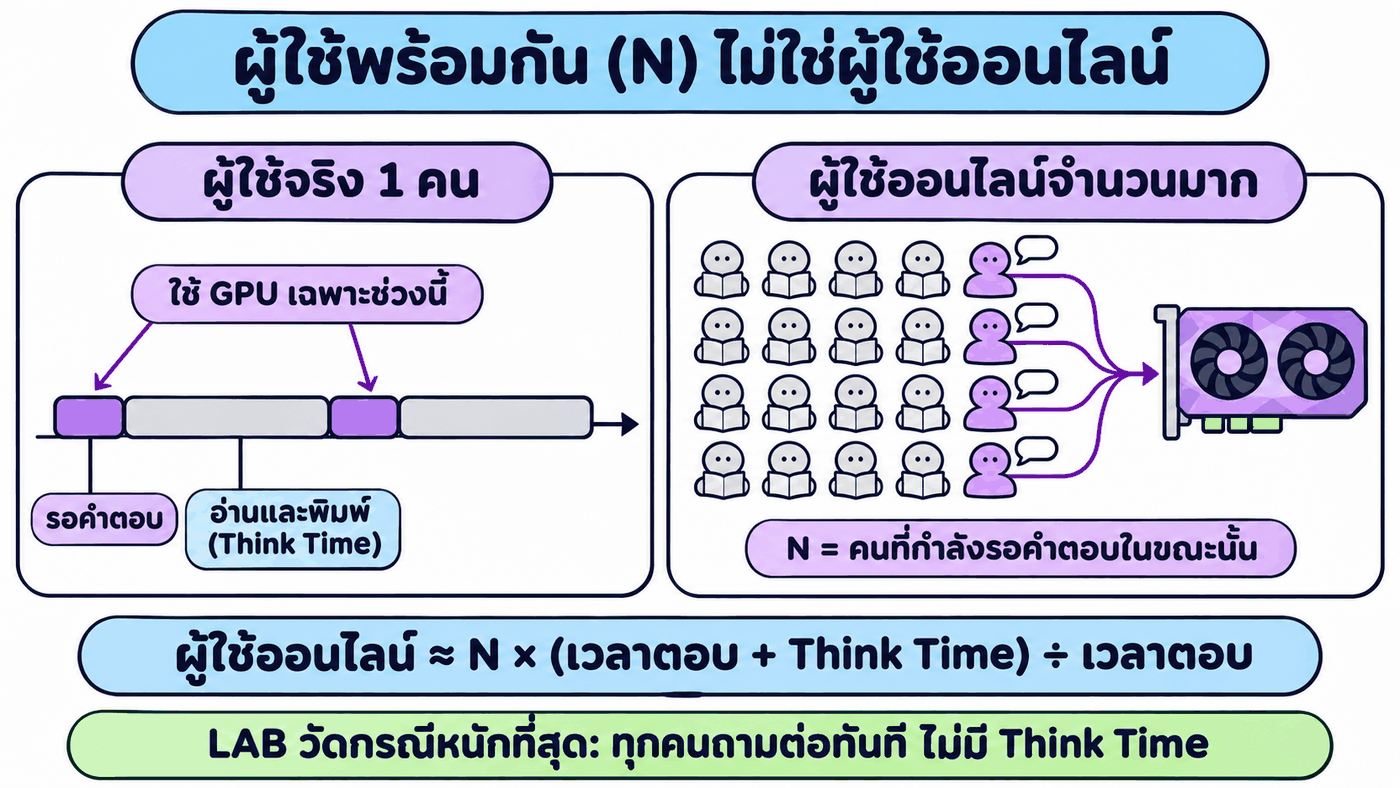 ผู้ใช้พร้อมกัน (N) ไม่ใช่ผู้ใช้ออนไลน์
ผู้ใช้จริง 1 คน
ใช้ GPU เฉพาะช่วงนี้
รอคำตอบ
อ่านและพิมพ์
(Think Time)
ผู้ใช้ออนไลน์จำนวนมาก
N = คนที่กำลังรอคำตอบในขณะนั้น
ผู้ใช้ออนไลน์ ≈ N × (เวลาตอบ + Think Time) ÷ เวลาตอบ
LAB วัดกรณีหนักที่สุด: ทุกคนถามต่อทันที ไม่มี Think Time